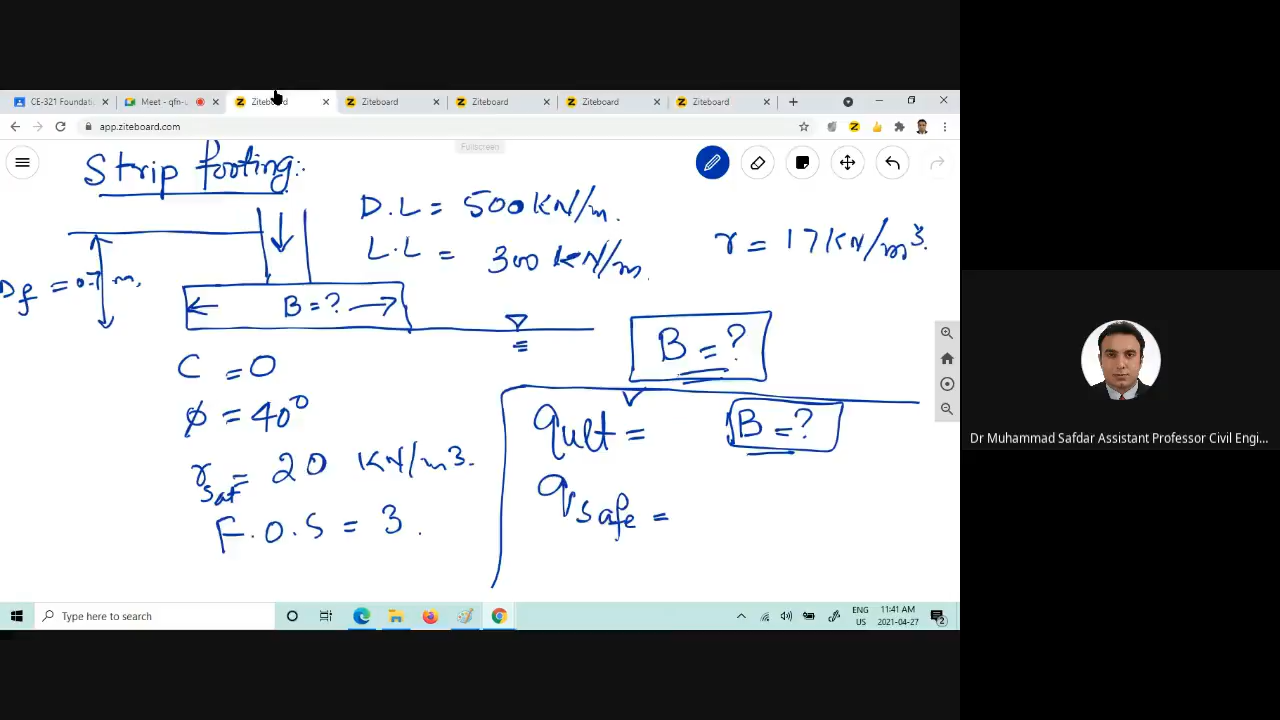 CE-321 Foundati
Meet - qfn-u
Ziteboard
Ziteboard
Ziteboard
Ziteboard
Ziteboard
app.ziteboard.com
Fullscreen
Strip footing:
D.L = 500 KN/m.
L.L = 300 KN/m.
r = 17 KN/m3.
Df = 0.7 m,
B = ?
B = ?
C = 0
φ = 40°
rsat = 20 KN/m3.
F.O.S = 3.
qult =
B = ?
qsafe =
Dr Muhammad Safdar Assistant Professor Civil Engi...
Type here to search
ENG
US
11:41 AM
2021-04-27
2